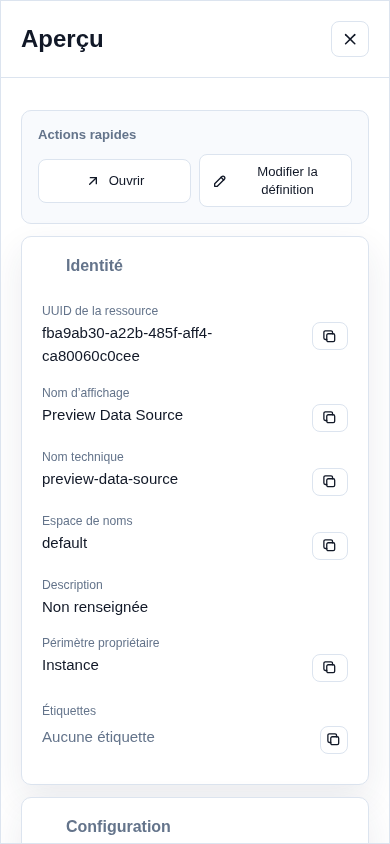 Aperçu
Actions rapides
Ouvrir
Modifier la
définition
Identité
UUID de la ressource
fba9ab30-a22b-485f-aff4-
ca80060c0cee
Nom d’affichage
Preview Data Source
Nom technique
preview-data-source
Espace de noms
default
Description
Non renseignée
Périmètre propriétaire
Instance
Étiquettes
Aucune étiquette
Configuration